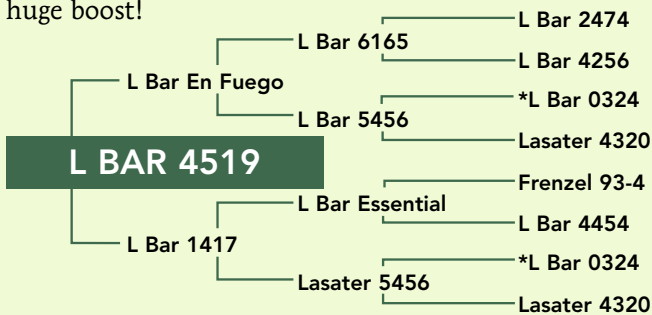 huge boost!
L Bar 2474
L Bar 6165
L Bar 4256
L Bar En Fuego
*L Bar 0324
L Bar 5456
Lasater 4320
L BAR 4519
Frenzel 93-4
L Bar Essential
L Bar 4454
L Bar 1417
*L Bar 0324
Lasater 5456
Lasater 4320